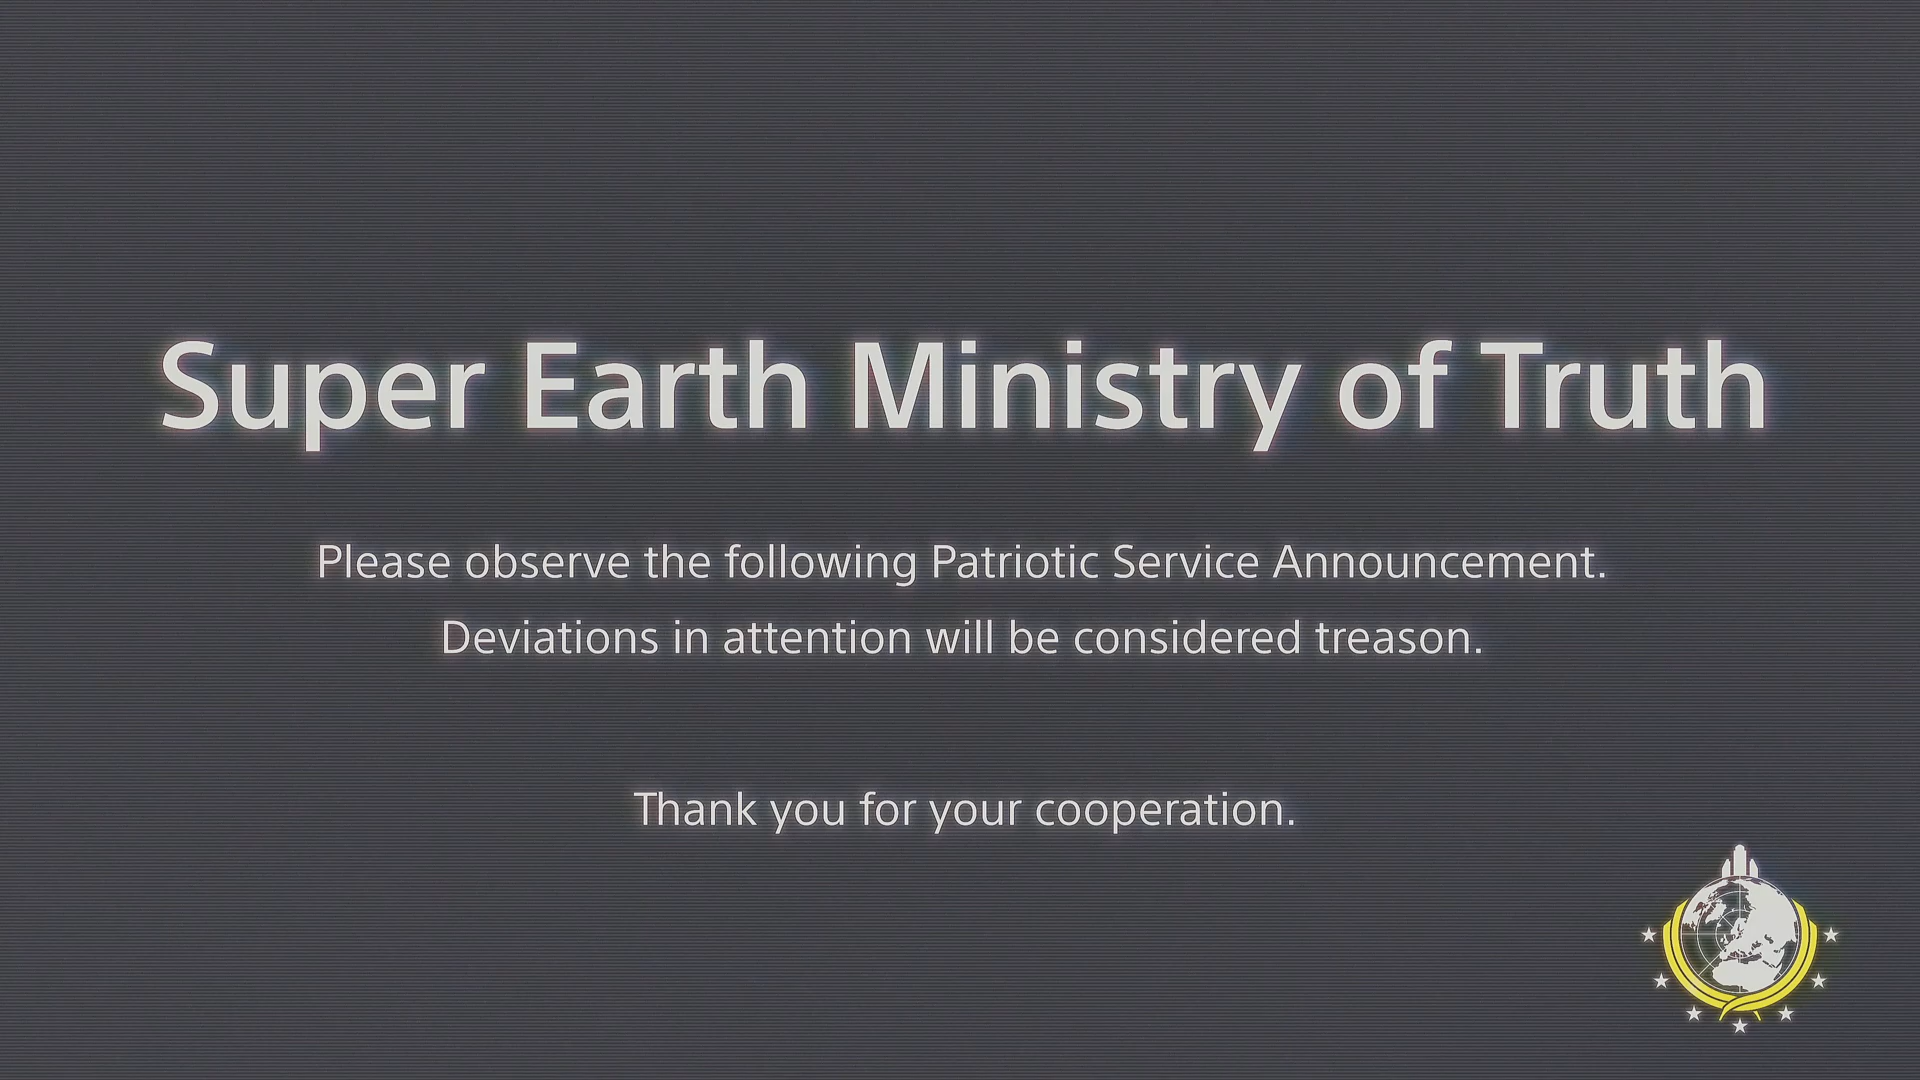 Super Earth Ministry of Truth
Please observe the following Patriotic Service Announcement.
Deviations in attention will be considered treason.
Thank you for your cooperation.